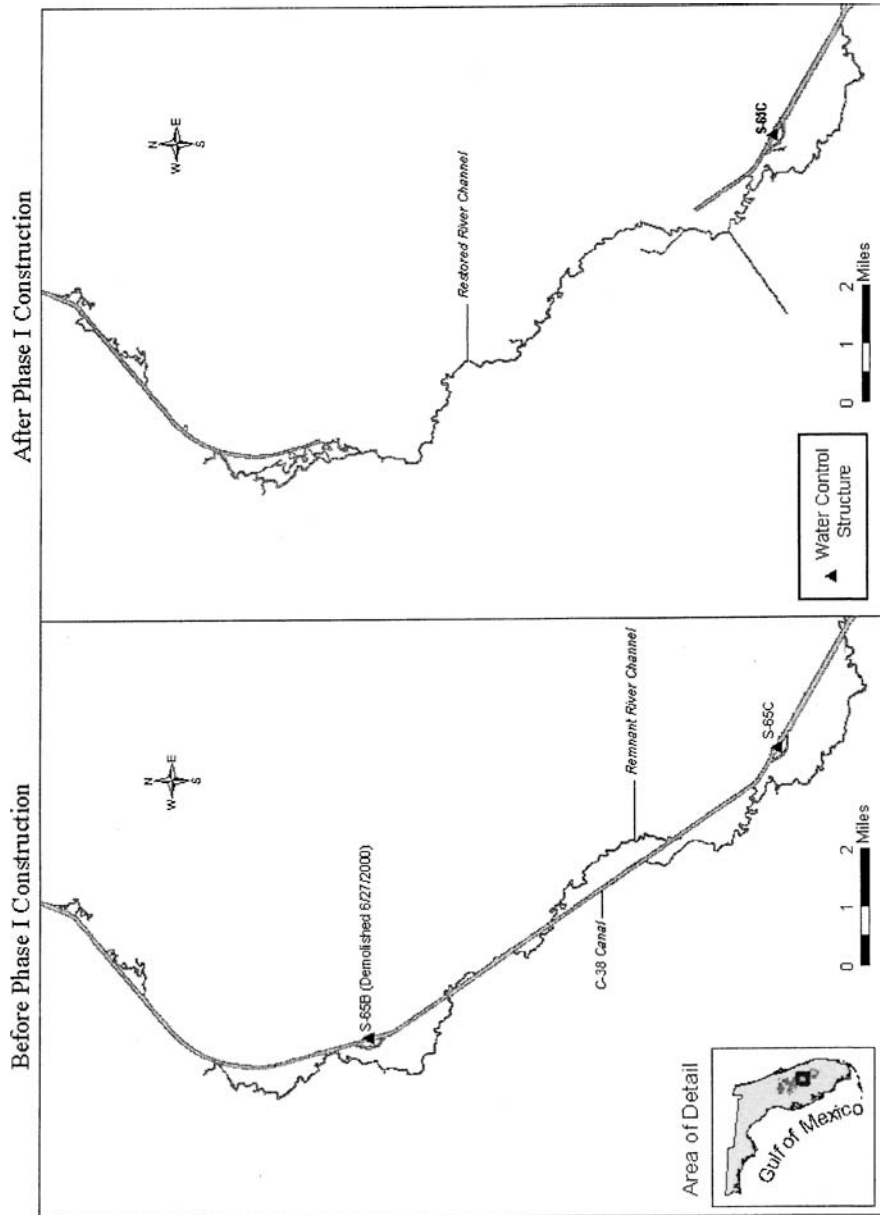 Before Phase I Construction
N
W E
S
S-65B (Demolished 6/27/2000)
Remnant River Channel
C-38 Canal
S-65C
Area of Detail
Gulf of Mexico
0 1 2 Miles
After Phase I Construction
N
W E
S
Restored River Channel
S-65C
Water Control
Structure
0 1 2 Miles